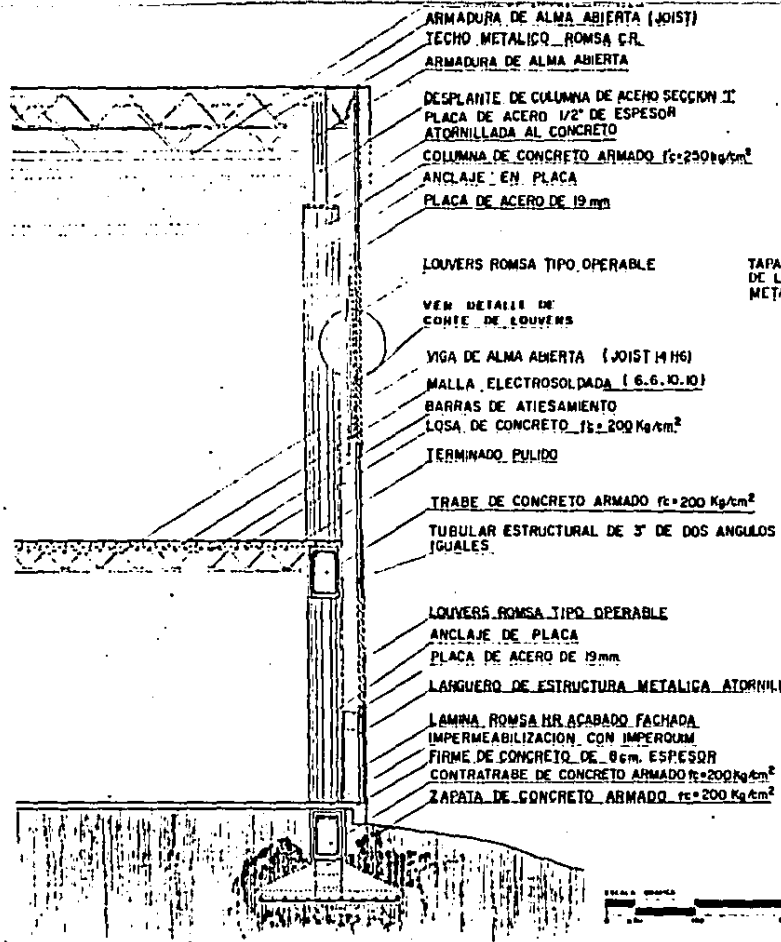 ARMADURA DE ALMA ABIERTA (JOIST)
TECHO METALICO ROMSA C.R.
ARMADURA DE ALMA ABIERTA
DESPLANTE DE COLUMNA DE ACERO SECCION I
PLACA DE ACERO 1/2" DE ESPESOR
ATORNILLADA AL CONCRETO
COLUMNA DE CONCRETO ARMADO f'c=250kg/cm²
ANCLAJE EN PLACA
PLACA DE ACERO DE 19 mm
LOUVERS ROMSA TIPO OPERABLE
TAPA
DE L
META
VER DETALLE DE
CORTE DE LOUVERS
VIGA DE ALMA ABIERTA (JOIST 14 H6)
MALLA ELECTROSOLDADA (6.6.10.10)
BARRAS DE ATIESAMIENTO
LOSA DE CONCRETO f'c=200 Kg/cm²
TERMINADO PULIDO
TRABE DE CONCRETO ARMADO f'c=200 Kg/cm²
TUBULAR ESTRUCTURAL DE 3" DE DOS ANGULOS
IGUALES
LOUVERS ROMSA TIPO OPERABLE
ANCLAJE DE PLACA
PLACA DE ACERO DE 19mm
LARGUERO DE ESTRUCTURA METALICA ATORNILL
LAMINA ROMSA HR ACABADO FACHADA
IMPERMEABILIZACION CON IMPERQUIM
FIRME DE CONCRETO DE 8cm. ESPESOR
CONTRATRABE DE CONCRETO ARMADO f'c=200Kg/cm²
ZAPATA DE CONCRETO ARMADO f'c=200 Kg/cm²
ESCALA GRAFICA